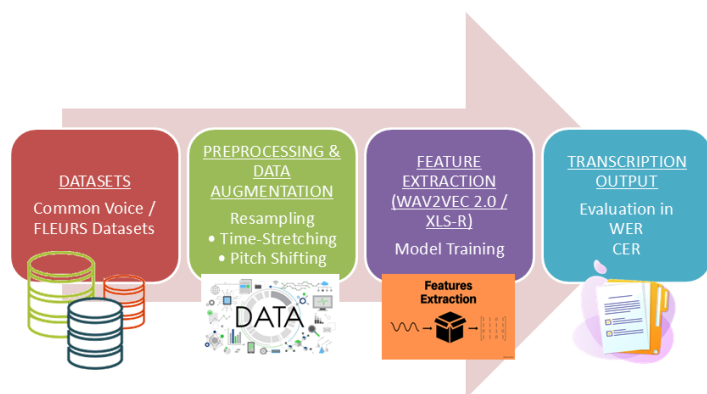 DATASETS
Common Voice /
FLEURS Datasets
PREPROCESSING &
DATA
AUGMENTATION
Resampling
• Time-Stretching
• Pitch Shifting
FEATURE
EXTRACTION
(WAV2VEC 2.0 /
XLS-R)
Model Training
TRANSCRIPTION
OUTPUT
Evaluation in
WER
CER
DATA
Features
Extraction